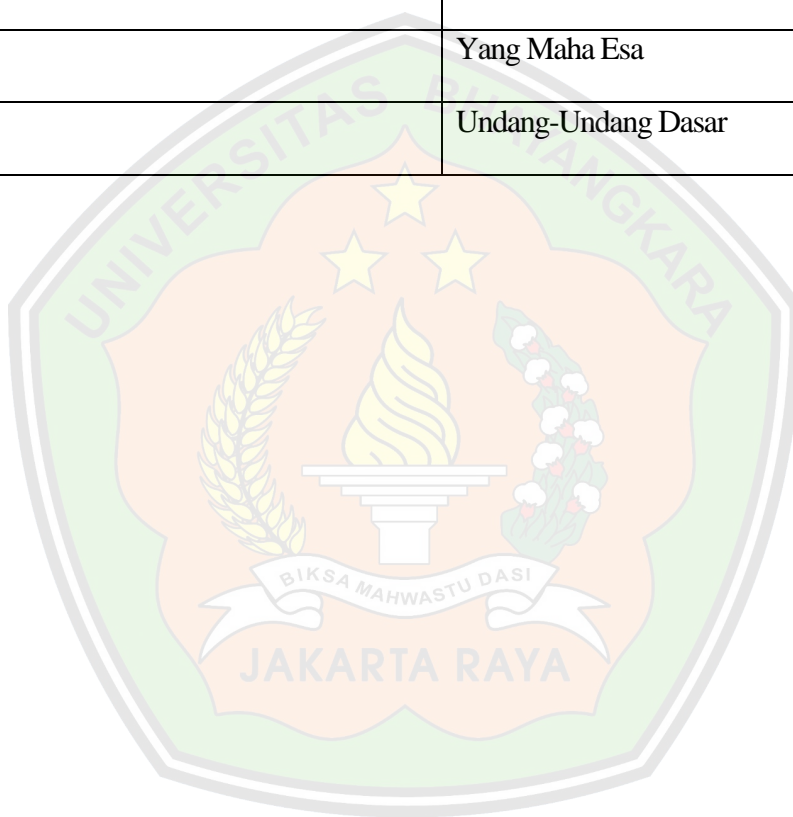 Yang Maha Esa
Undang-Undang Dasar
UNIVERSITAS BHAYANGKARA
BIKSA MAHWASTU DASI
JAKARTA RAYA